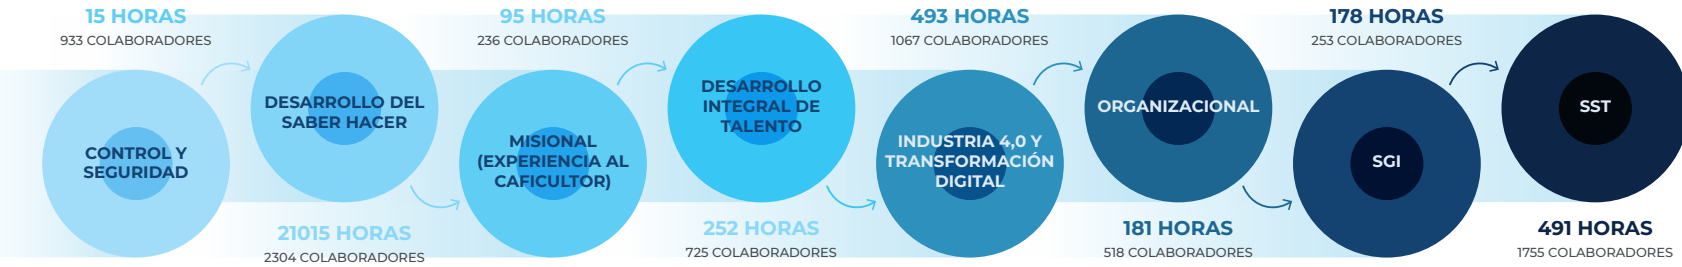 15 HORAS
933 COLABORADORES
CONTROL Y
SEGURIDAD
DESARROLLO DEL
SABER HACER
21015 HORAS
2304 COLABORADORES
95 HORAS
236 COLABORADORES
MISIONAL
(EXPERIENCIA AL
CAFICULTOR)
DESARROLLO
INTEGRAL DE
TALENTO
252 HORAS
725 COLABORADORES
493 HORAS
1067 COLABORADORES
INDUSTRIA 4,0 Y
TRANSFORMACIÓN
DIGITAL
ORGANIZACIONAL
181 HORAS
518 COLABORADORES
178 HORAS
253 COLABORADORES
SGI
SST
491 HORAS
1755 COLABORADORES